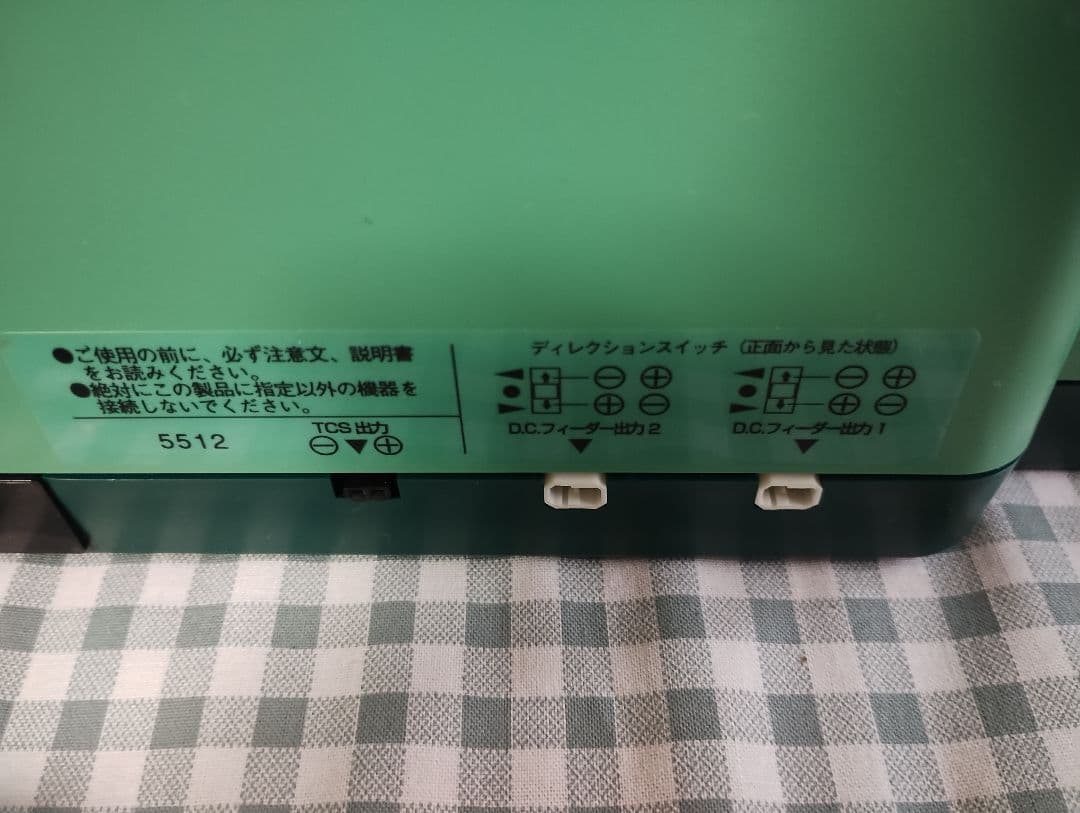 ●ご使用の前に、必ず注意文、説明書
をお読みください。
●絶対にこの製品に指定以外の機器を
接続しないでください。
5512
TCS出力
⊖▼⊕
ディレクションスイッチ（正面から見た状態）
⊖ ⊕
⊕ ⊖
D.C.フィーダー出力2
▼
⊖ ⊕
⊕ ⊖
D.C.フィーダー出力1
▼